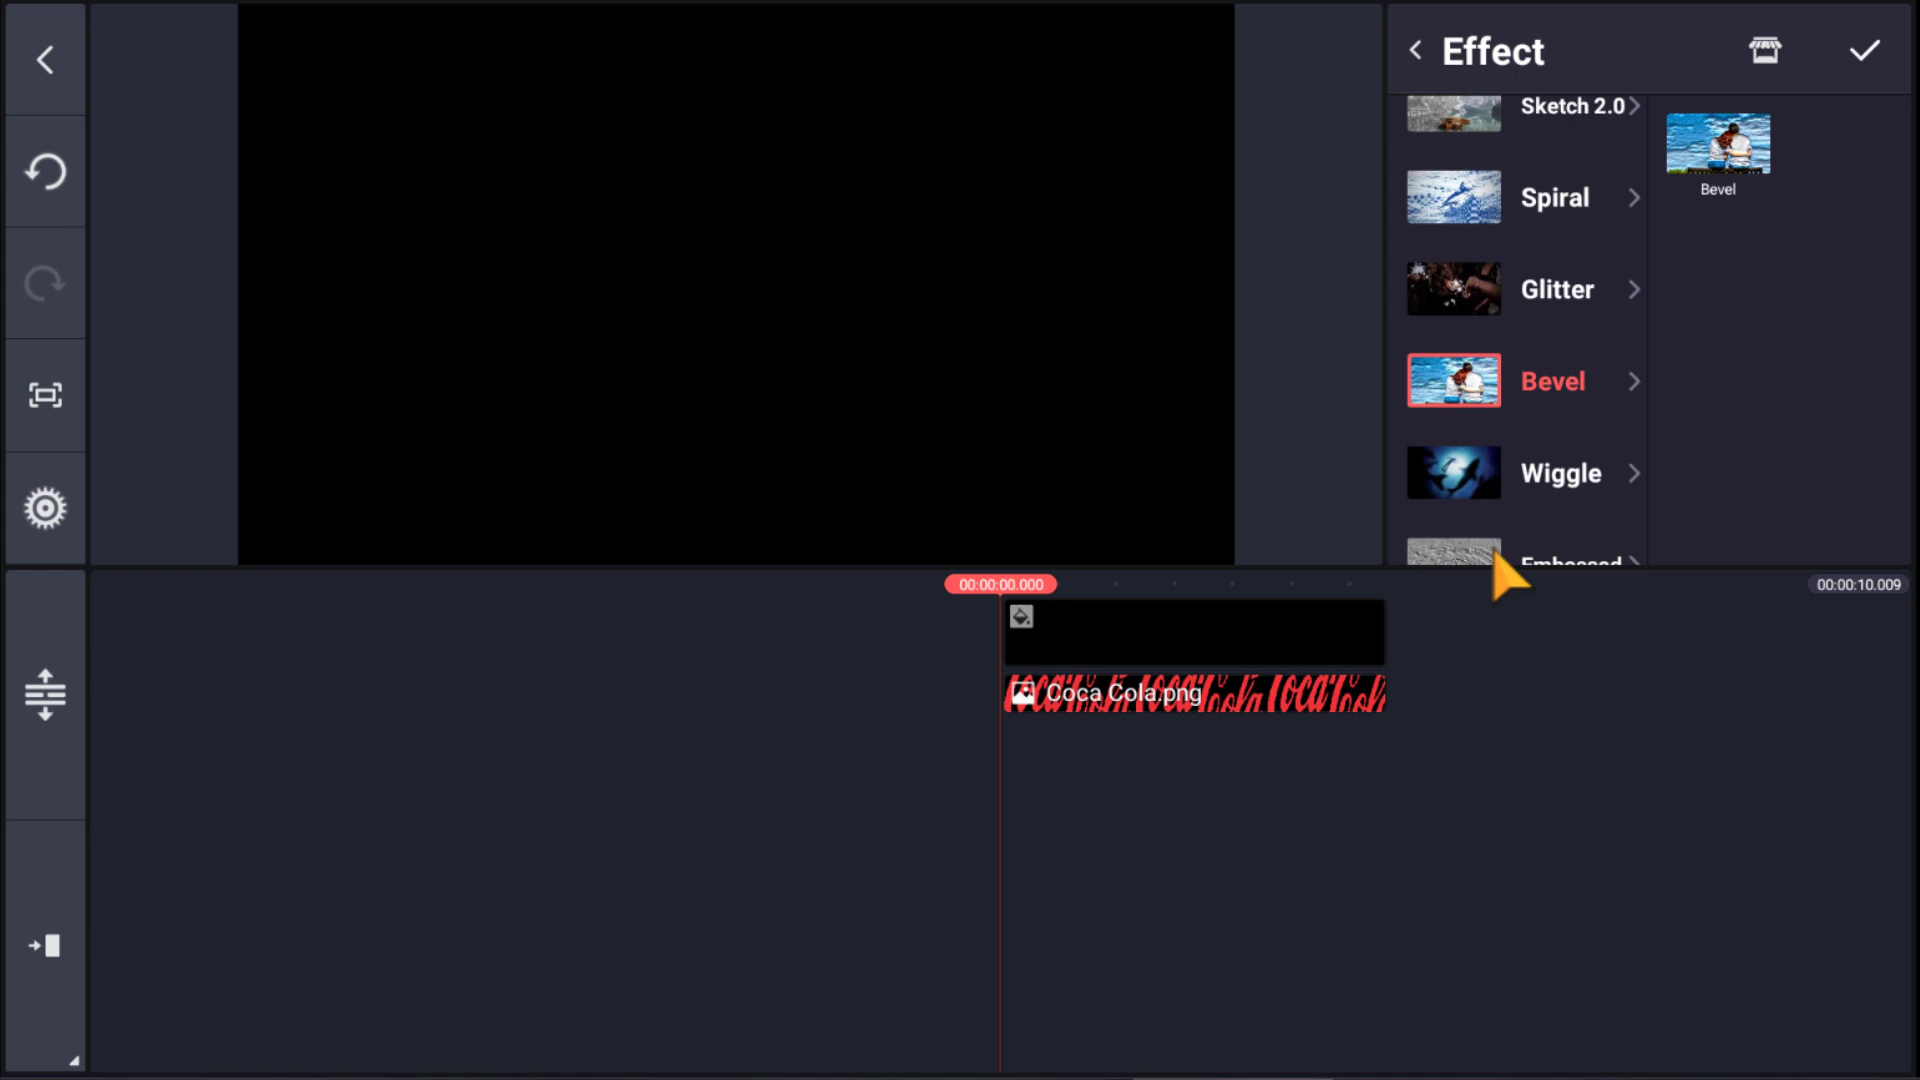 Effect
Sketch 2.0
Bevel
Spiral
Glitter
Bevel
Wiggle
Embossed
00:00:00.000
00:00:10.009
Coca Cola.png